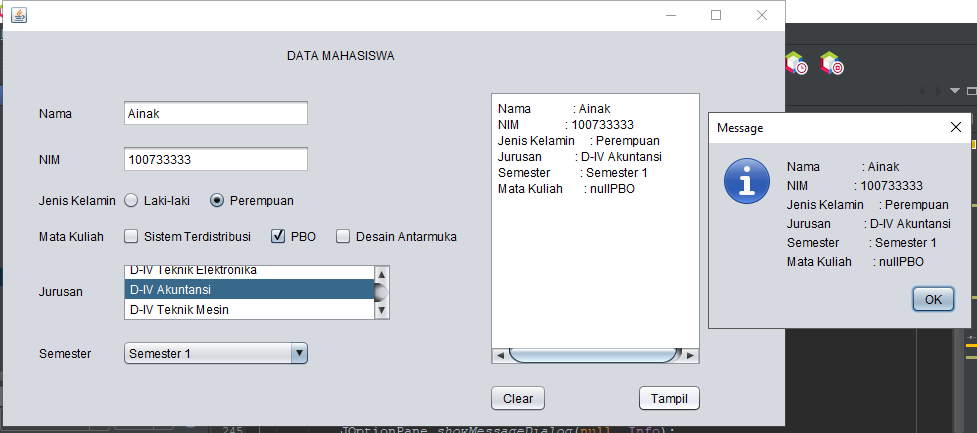 DATA MAHASISWA
Nama
Ainak
NIM
100733333
Jenis Kelamin
Laki-laki
Perempuan
Mata Kuliah
Sistem Terdistribusi
PBO
Desain Antarmuka
Jurusan
D-IV Teknik Elektronika
D-IV Akuntansi
D-IV Teknik Mesin
Semester
Semester 1
Nama : Ainak
NIM : 100733333
Jenis Kelamin : Perempuan
Jurusan : D-IV Akuntansi
Semester : Semester 1
Mata Kuliah : nullPBO
Clear
Tampil
Message
Nama : Ainak
NIM : 100733333
Jenis Kelamin : Perempuan
Jurusan : D-IV Akuntansi
Semester : Semester 1
Mata Kuliah : nullPBO
OK
245
JOptionPane.showMessageDialog(null, Info);